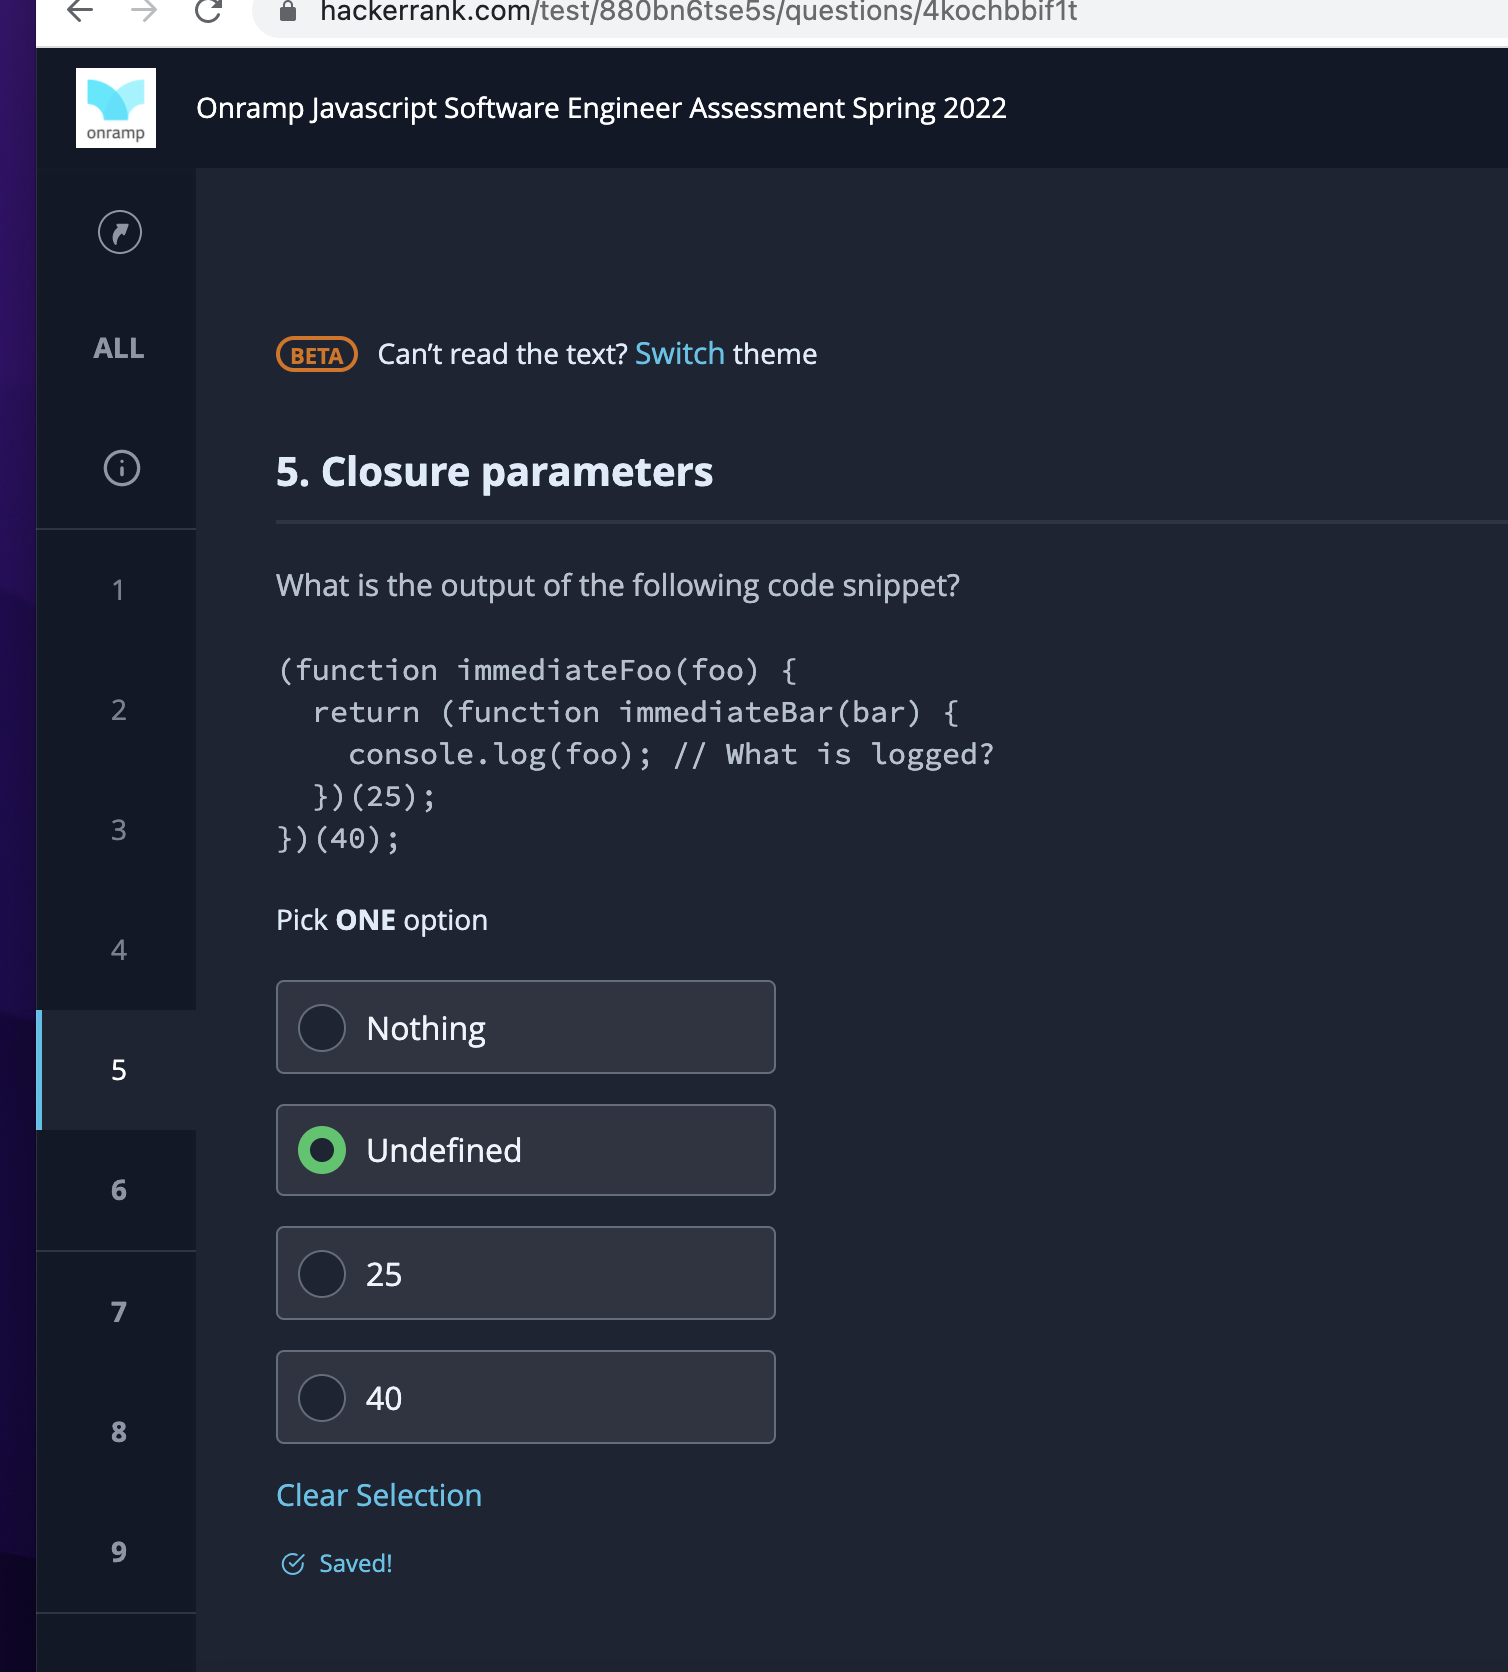 hackerrank.com/test/880bn6tse5s/questions/4kochbbif1t
onramp
Onramp Javascript Software Engineer Assessment Spring 2022
ALL
BETA Can't read the text? Switch theme
5. Closure parameters
1
What is the output of the following code snippet?
(function immediateFoo(foo) {
2
return (function immediateBar(bar) {
console.log(foo); // What is logged?
})(25);
3
})(40);
4
Pick ONE option
Nothing
5
Undefined
6
25
7
40
8
Clear Selection
9
Saved!